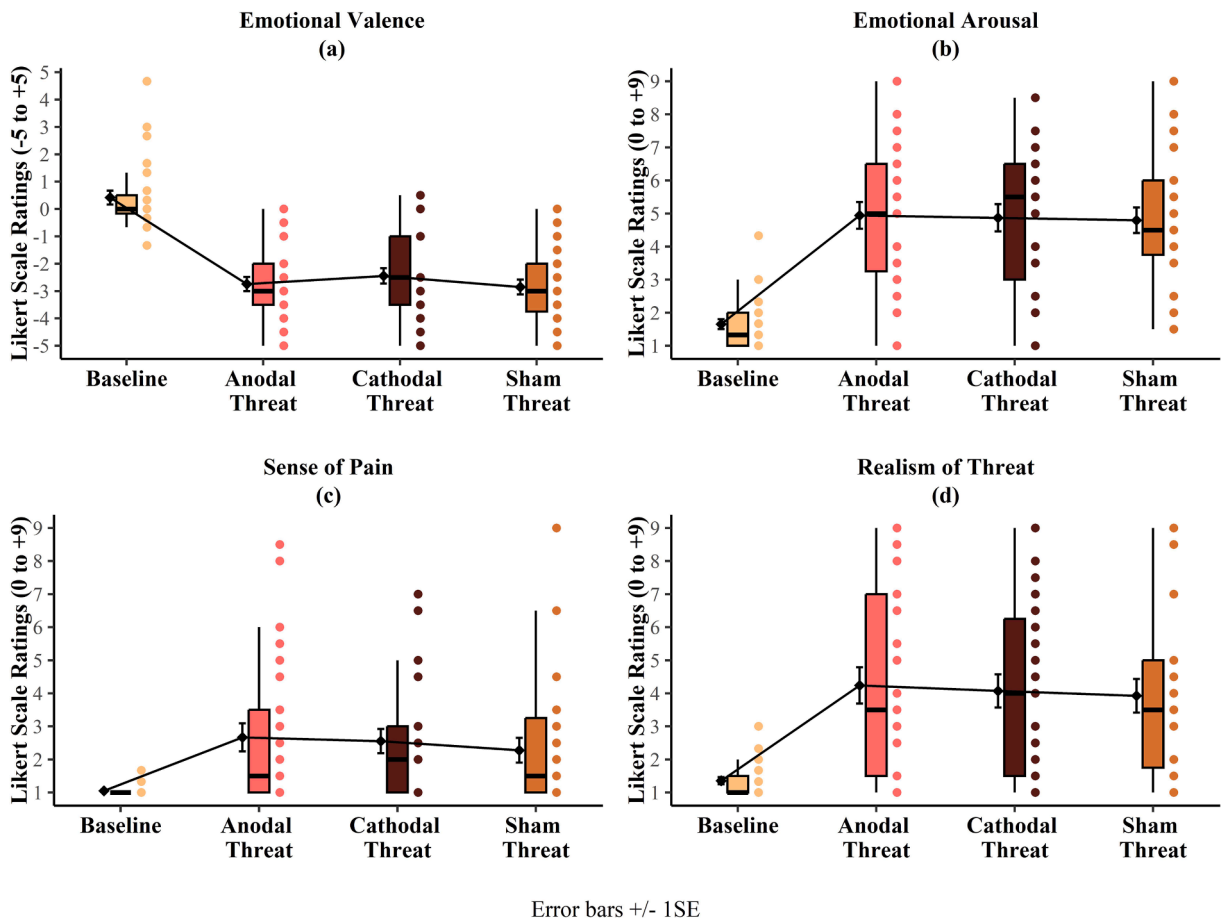 Emotional Valence
(a)
Likert Scale Ratings (-5 to +5)
5
4
3
2
1
0
-1
-2
-3
-4
-5
Baseline
Anodal
Threat
Cathodal
Threat
Sham
Threat
Emotional Arousal
(b)
Likert Scale Ratings (0 to +9)
9
8
7
6
5
4
3
2
1
Baseline
Anodal
Threat
Cathodal
Threat
Sham
Threat
Sense of Pain
(c)
Likert Scale Ratings (0 to +9)
9
8
7
6
5
4
3
2
1
Baseline
Anodal
Threat
Cathodal
Threat
Sham
Threat
Realism of Threat
(d)
Likert Scale Ratings (0 to +9)
9
8
7
6
5
4
3
2
1
Baseline
Anodal
Threat
Cathodal
Threat
Sham
Threat
Error bars +/- 1SE